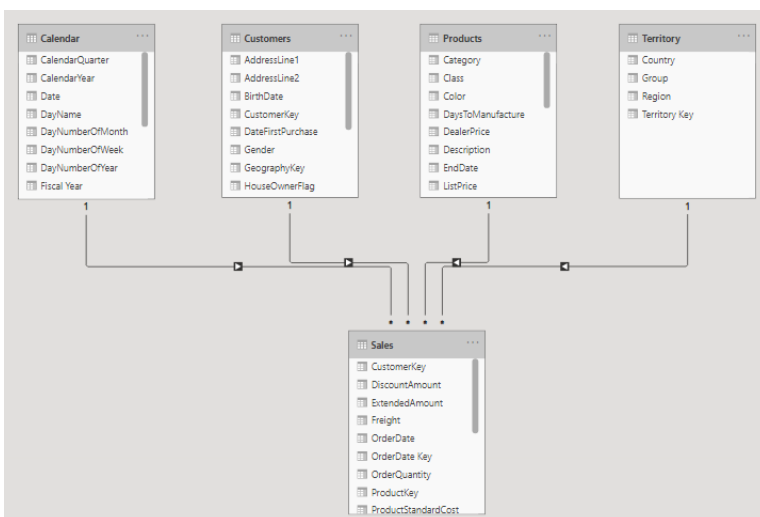 Calendar
CalendarQuarter
CalendarYear
Date
DayName
DayNumberOfMonth
DayNumberOfWeek
DayNumberOfYear
Fiscal Year
1
Customers
AddressLine1
AddressLine2
BirthDate
CustomerKey
DateFirstPurchase
Gender
GeographyKey
HouseOwnerFlag
1
Products
Category
Class
Color
DaysToManufacture
DealerPrice
Description
EndDate
ListPrice
1
Territory
Country
Group
Region
Territory Key
1
* * * *
Sales
CustomerKey
DiscountAmount
ExtendedAmount
Freight
OrderDate
OrderDate Key
OrderQuantity
ProductKey
ProductStandardCost